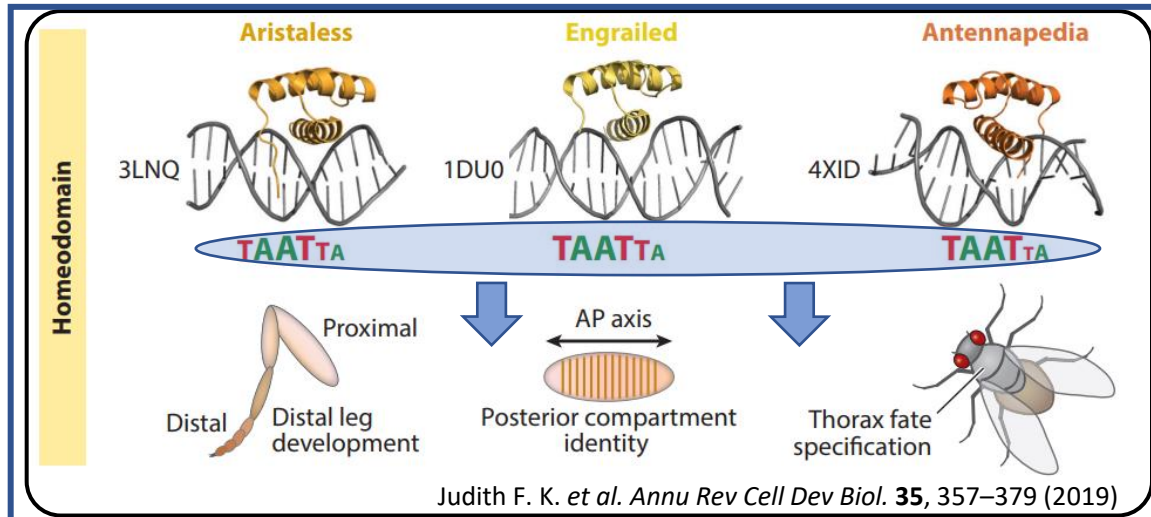 Homeodomain
Aristaless
Engrailed
Antennapedia
3LNQ
1DU0
4XID
TAATTA
TAATTA
TAATTA
Proximal
Distal
Distal leg
development
AP axis
Posterior compartment
identity
Thorax fate
specification
Judith F. K. et al. Annu Rev Cell Dev Biol. 35, 357–379 (2019)